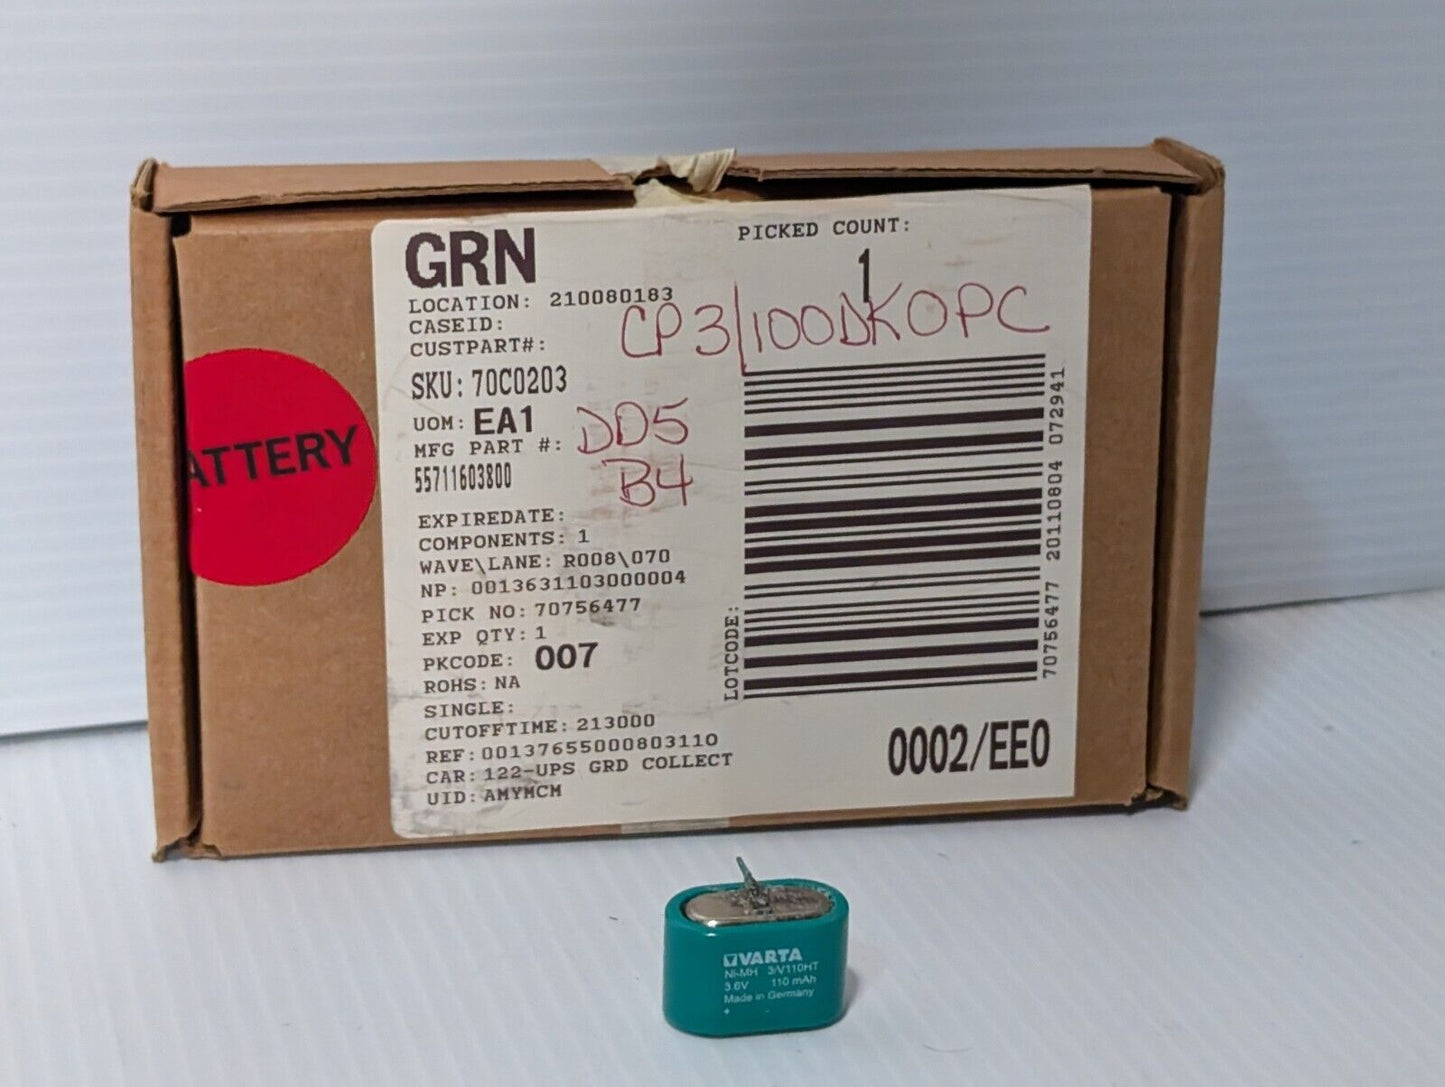 GRN
PICKED COUNT:
1
LOCATION: 210080183
CASEID:
CUSTPART#:
CP3/100DKOPC
SKU: 70C0203
UOM: EA1
DD5
MFG PART #:
55711603800
B4
EXPIREDATE:
COMPONENTS: 1
WAVE\LANE: R008\070
NP: 0013631103000004
PICK NO: 70756477
EXP QTY: 1
PKCODE: 007
ROHS: NA
SINGLE:
CUTOFFTIME: 213000
REF: 0013765500080311O
CAR: 122-UPS GRD COLLECT
UID: AMYMCM
LOTCODE:
70756477 20110804 072941
0002/EE0
ATTERY
VARTA
Ni-MH 3/V110HT
3.6V 110 mAh
Made in Germany
+ -